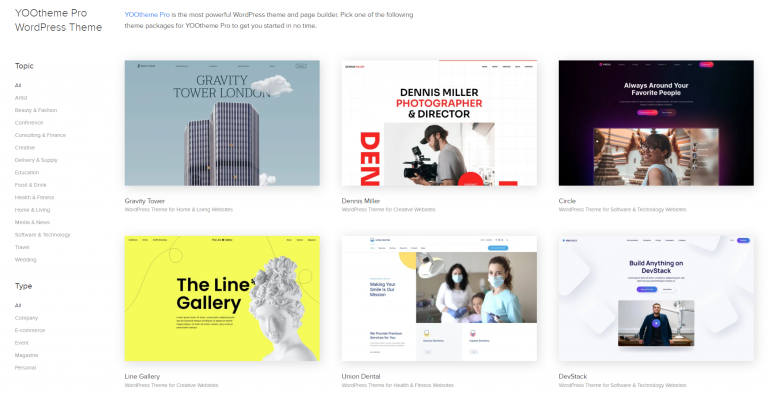 YOOtheme Pro
WordPress Theme
YOOtheme Pro is the most powerful WordPress theme and page builder. Pick one of the following
theme packages for YOOtheme Pro to get you started in no time.
Topic
All
Artist
Beauty & Fashion
Conference
Consulting & Finance
Creative
Delivery & Supply
Education
Food & Drink
Health & Fitness
Home & Living
Media & News
Software & Technology
Travel
Wedding
Type
All
Company
E-commerce
Event
Magazine
Personal
GRAVITY
TOWER LONDON
Gravity Tower
WordPress Theme for Home & Living Websites
DENNIS MILLER
PHOTOGRAPHER
& DIRECTOR
DEN
DEN
Dennis Miller
WordPress Theme for Creative Websites
Always Around Your
Favorite People
Circle
WordPress Theme for Software & Technology Websites
The Line
Gallery
Line Gallery
WordPress Theme for Creative Websites
Making Your
Smile Is Our
Mission
We Provide Premium
Services for You
Union Dental
WordPress Theme for Health & Fitness Websites
Build Anything on
DevStack
DevStack
WordPress Theme for Software & Technology Websites